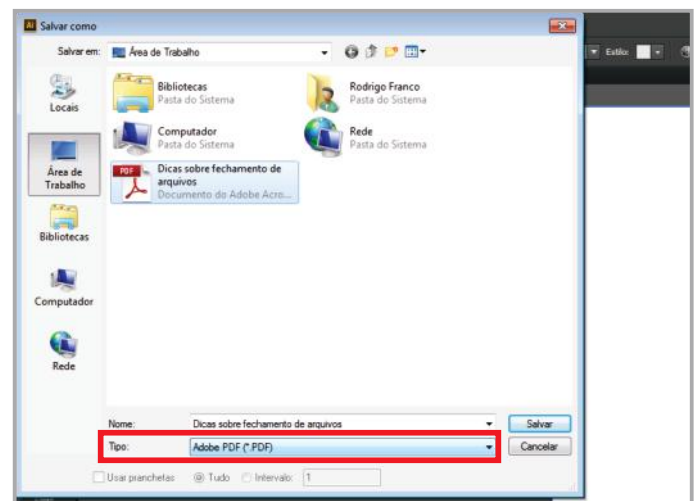 Ai Salvar como
Salvar em: Área de Trabalho
Estilo:
Locais
Área de
Trabalho
Bibliotecas
Computador
Rede
Bibliotecas
Pasta do Sistema
Rodrigo Franco
Pasta do Sistema
Computador
Pasta do Sistema
Rede
Pasta do Sistema
PDF
Dicas sobre fechamento de
arquivos
Documento do Adobe Acro...
Nome: Dicas sobre fechamento de arquivos
Salvar
Tipo: Adobe PDF (*.PDF)
Cancelar
Usar pranchetas Tudo Intervalo: 1